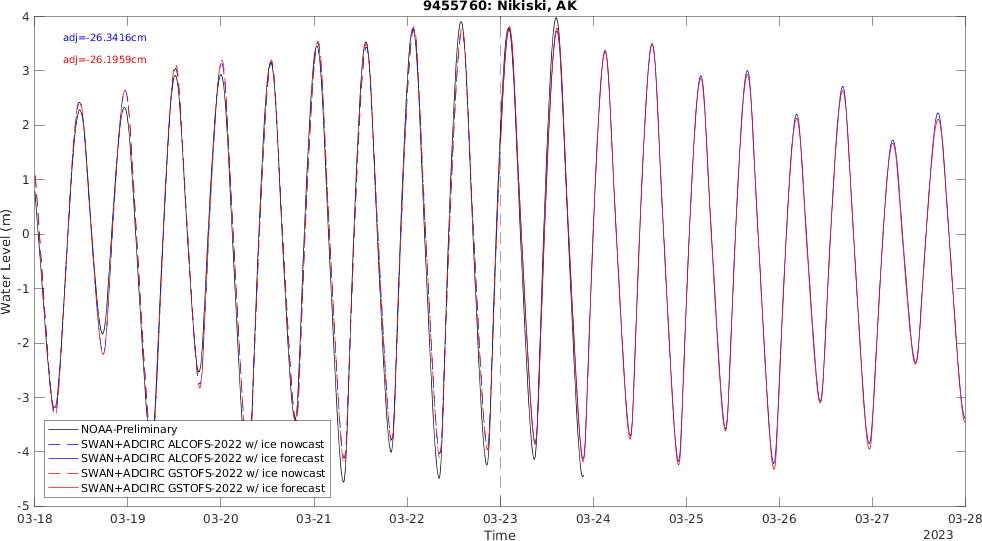 9455760: Nikiski, AK
adj=-26.3416cm
adj=-26.1959cm
4
3
2
1
0
-1
-2
-3
-4
-5
Water Level (m)
NOAA-Preliminary
SWAN+ADCIRC ALCOFS-2022 w/ ice nowcast
SWAN+ADCIRC ALCOFS-2022 w/ ice forecast
SWAN+ADCIRC GSTOFS-2022 w/ ice nowcast
SWAN+ADCIRC GSTOFS-2022 w/ ice forecast
03-18 03-19 03-20 03-21 03-22 03-23 03-24 03-25 03-26 03-27 03-28
Time
2023